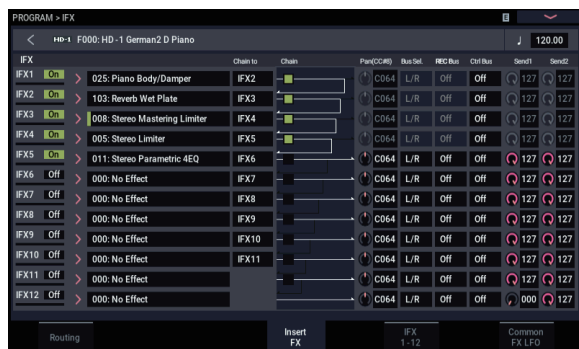 PROGRAM > IFX E
< HD-1 F000: HD-1 German2 D Piano ♩ 120.00
IFX Chain to Chain Pan(CC#8) Bus Sel. REC Bus Ctrl Bus Send1 Send2
IFX1 On 025: Piano Body/Damper IFX2 C064 L/R Off Off 127 127
IFX2 On 103: Reverb Wet Plate IFX3 C064 L/R Off Off 127 127
IFX3 On 008: Stereo Mastering Limiter IFX4 C064 L/R Off Off 127 127
IFX4 On 005: Stereo Limiter IFX5 C064 L/R Off Off 127 127
IFX5 On 011: Stereo Parametric 4EQ IFX6 C064 L/R Off Off 127 127
IFX6 Off 000: No Effect IFX7 C064 L/R Off Off 127 127
IFX7 Off 000: No Effect IFX8 C064 L/R Off Off 127 127
IFX8 Off 000: No Effect IFX9 C064 L/R Off Off 127 127
IFX9 Off 000: No Effect IFX10 C064 L/R Off Off 127 127
IFX10 Off 000: No Effect IFX11 C064 L/R Off Off 127 127
IFX11 Off 000: No Effect C064 L/R Off Off 127 127
IFX12 Off 000: No Effect C064 L/R Off Off 000 127
Routing Insert FX IFX 1-12 Common FX LFO